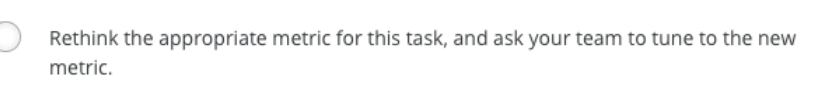 Rethink the appropriate metric for this task, and ask your team to tune to the new
metric.